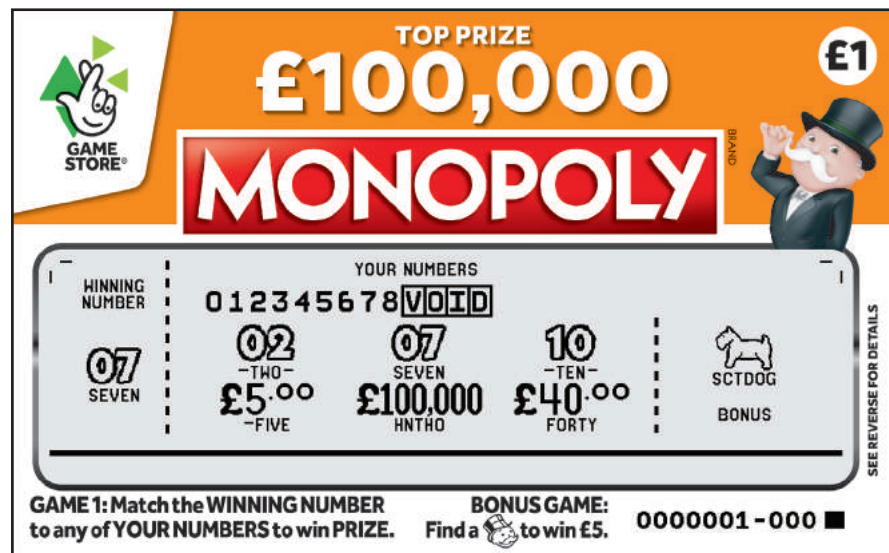 TOP PRIZE
£100,000
£1
GAME
STORE®
BRAND
MONOPOLY
WINNING
NUMBER
YOUR NUMBERS
012345678VOID
07
SEVEN
02
-TWO-
£5.00
-FIVE
07
SEVEN
£100,000
HNTHO
10
-TEN-
£40.00
FORTY
SCTDOG
BONUS
SEE REVERSE FOR DETAILS
GAME 1: Match the WINNING NUMBER
to any of YOUR NUMBERS to win PRIZE.
BONUS GAME:
Find a to win £5.
0000001-000